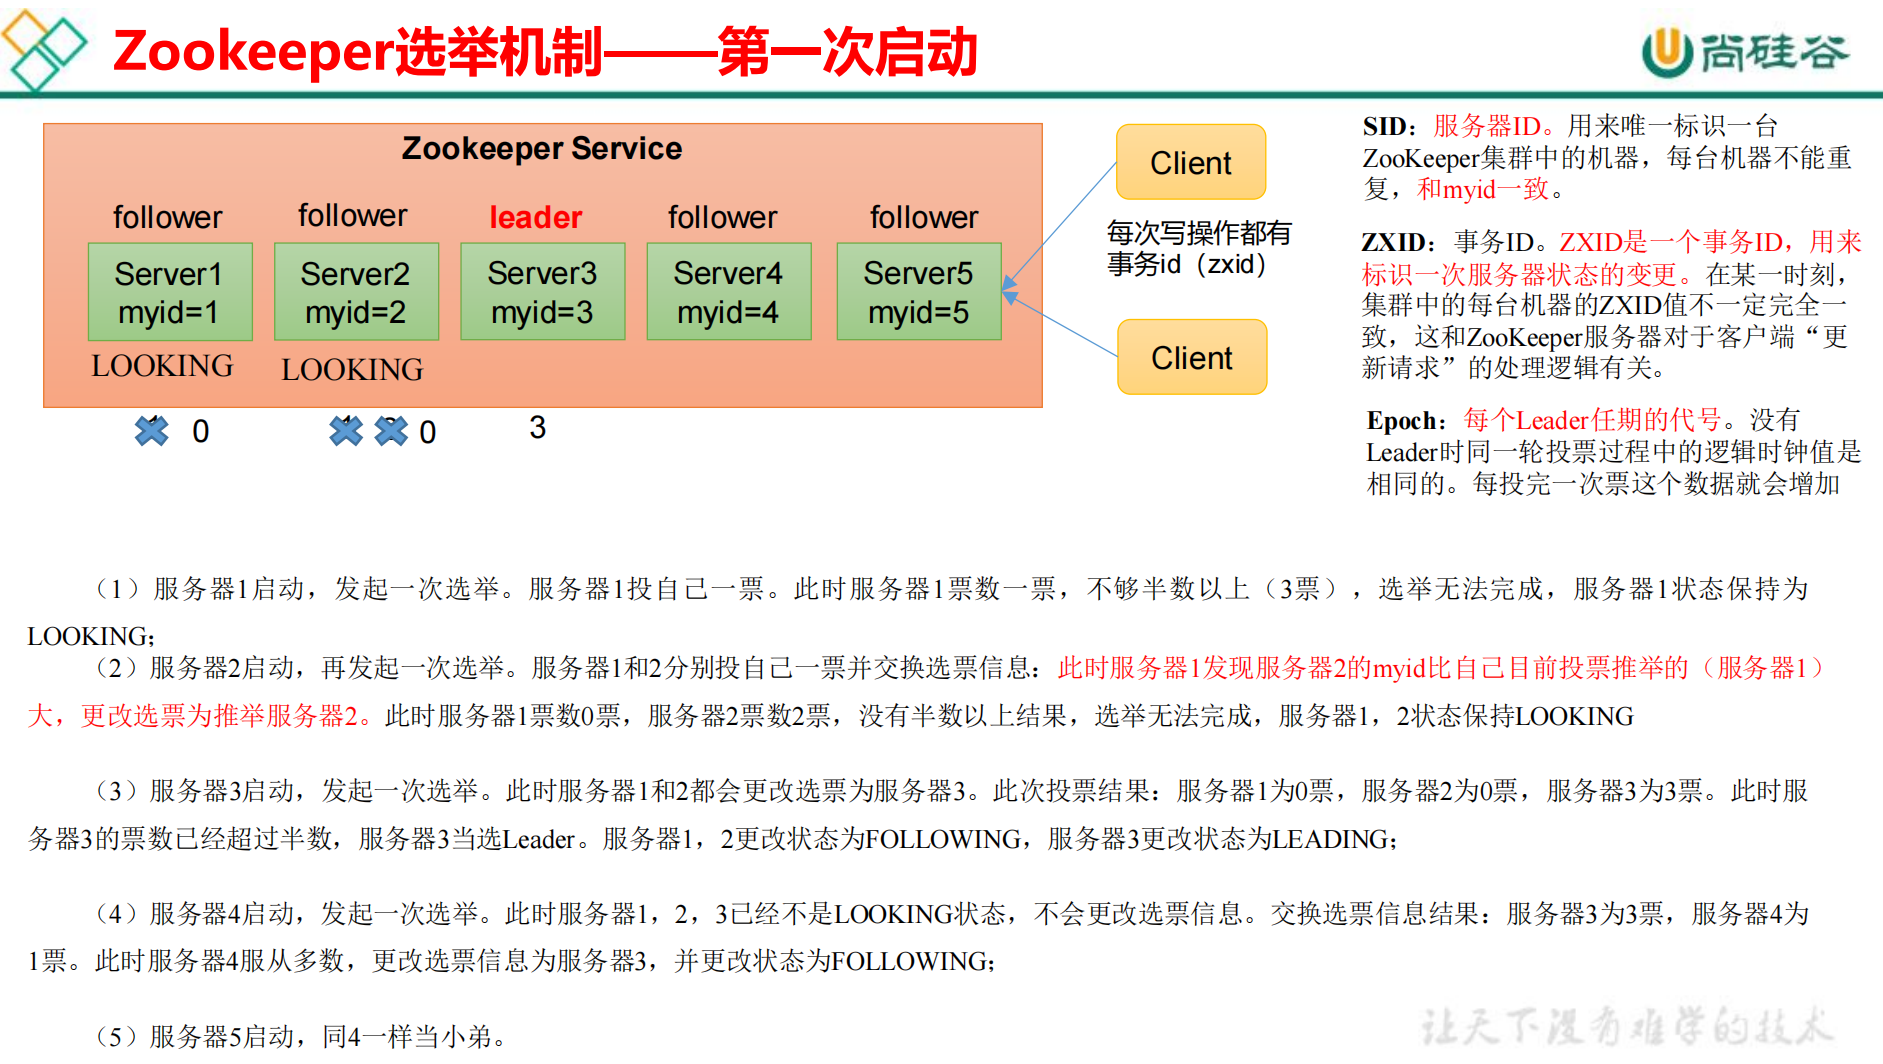 Zookeeper选举机制——第一次启动
尚硅谷
Zookeeper Service
follower
follower
leader
follower
follower
Server1
myid=1
Server2
myid=2
Server3
myid=3
Server4
myid=4
Server5
myid=5
LOOKING
LOOKING
0
0
3
Client
每次写操作都有
事务id（zxid）
Client
SID：服务器ID。用来唯一标识一台
ZooKeeper集群中的机器，每台机器不能重
复，和myid一致。
ZXID：事务ID。ZXID是一个事务ID，用来
标识一次服务器状态的变更。在某一时刻，
集群中的每台机器的ZXID值不一定完全一
致，这和ZooKeeper服务器对于客户端“更
新请求”的处理逻辑有关。
Epoch：每个Leader任期的代号。没有
Leader时同一轮投票过程中的逻辑时钟值是
相同的。每投完一次票这个数据就会增加
（1）服务器1启动，发起一次选举。服务器1投自己一票。此时服务器1票数一票，不够半数以上（3票），选举无法完成，服务器1状态保持为
LOOKING；
（2）服务器2启动，再发起一次选举。服务器1和2分别投自己一票并交换选票信息：此时服务器1发现服务器2的myid比自己目前投票推举的（服务器1）
大，更改选票为推举服务器2。此时服务器1票数0票，服务器2票数2票，没有半数以上结果，选举无法完成，服务器1，2状态保持LOOKING
（3）服务器3启动，发起一次选举。此时服务器1和2都会更改选票为服务器3。此次投票结果：服务器1为0票，服务器2为0票，服务器3为3票。此时服
务器3的票数已经超过半数，服务器3当选Leader。服务器1，2更改状态为FOLLOWING，服务器3更改状态为LEADING；
（4）服务器4启动，发起一次选举。此时服务器1，2，3已经不是LOOKING状态，不会更改选票信息。交换选票信息结果：服务器3为3票，服务器4为
1票。此时服务器4服从多数，更改选票信息为服务器3，并更改状态为FOLLOWING；
（5）服务器5启动，同4一样当小弟。
让天下没有难学的技术